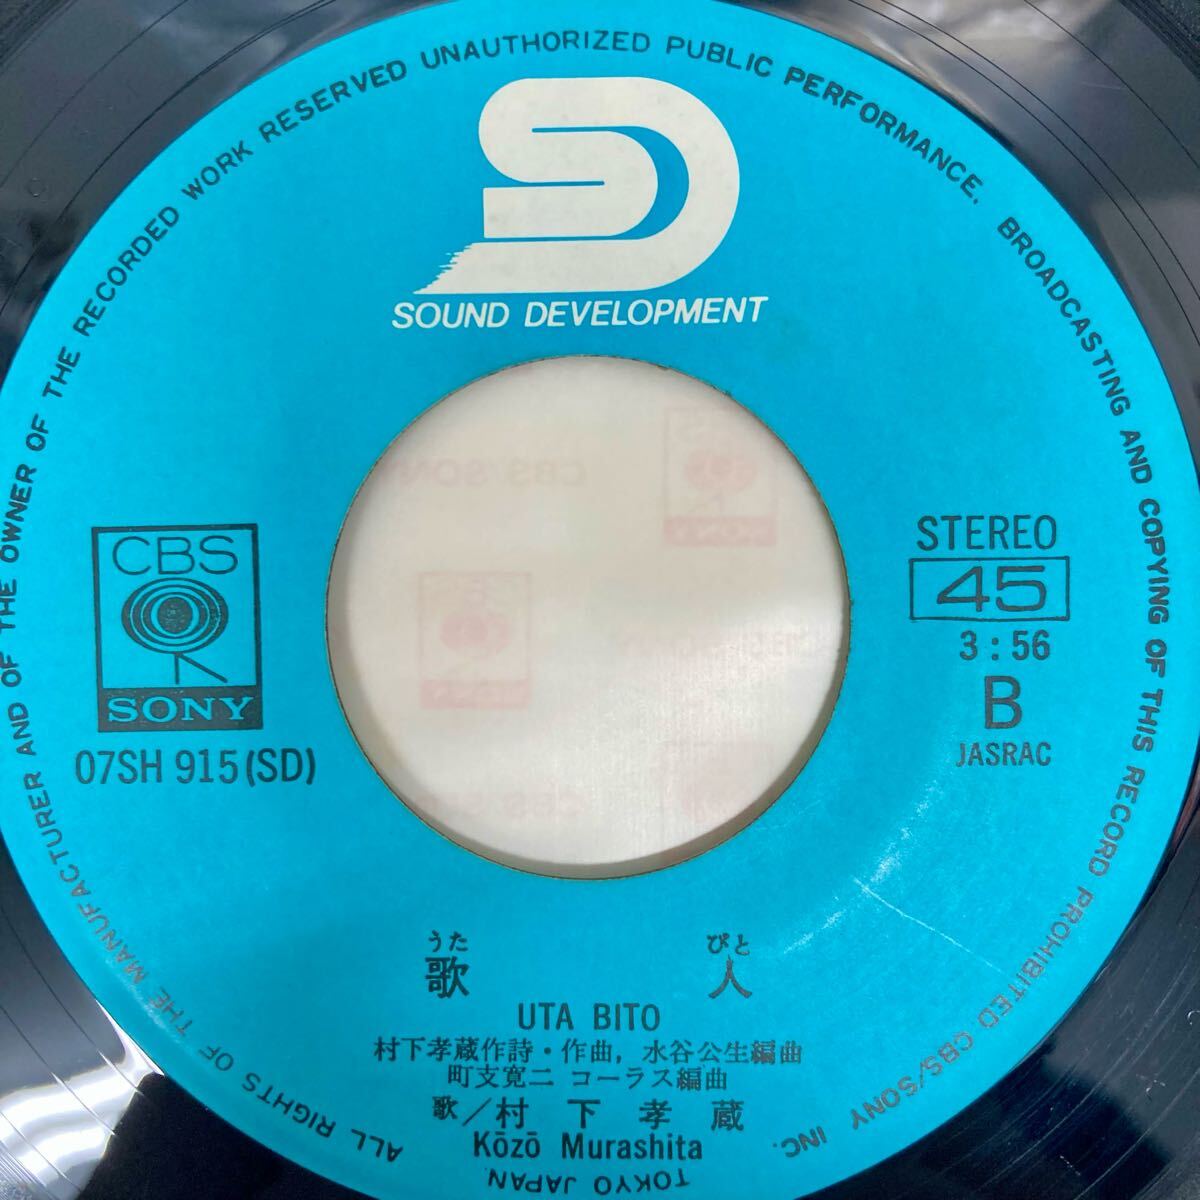 ALL RIGHTS OF THE MANUFACTURER AND OF THE OWNER OF THE RECORDED WORK RESERVED UNAUTHORIZED PUBLIC PERFORMANCE. BROADCASTING AND COPYING OF THIS RECORD PROHIBITED CBS/SONY INC.
TOKYO JAPAN
SD
SOUND DEVELOPMENT
CBS
SONY
07SH 915(SD)
STEREO
45
3:56
B
JASRAC
うた びと
歌 人
UTA BITO
村下孝蔵作詩・作曲, 水谷公生編曲
町支寛二 コーラス編曲
歌/村下孝蔵
Kōzō Murashita
CBS/SONY
SONY